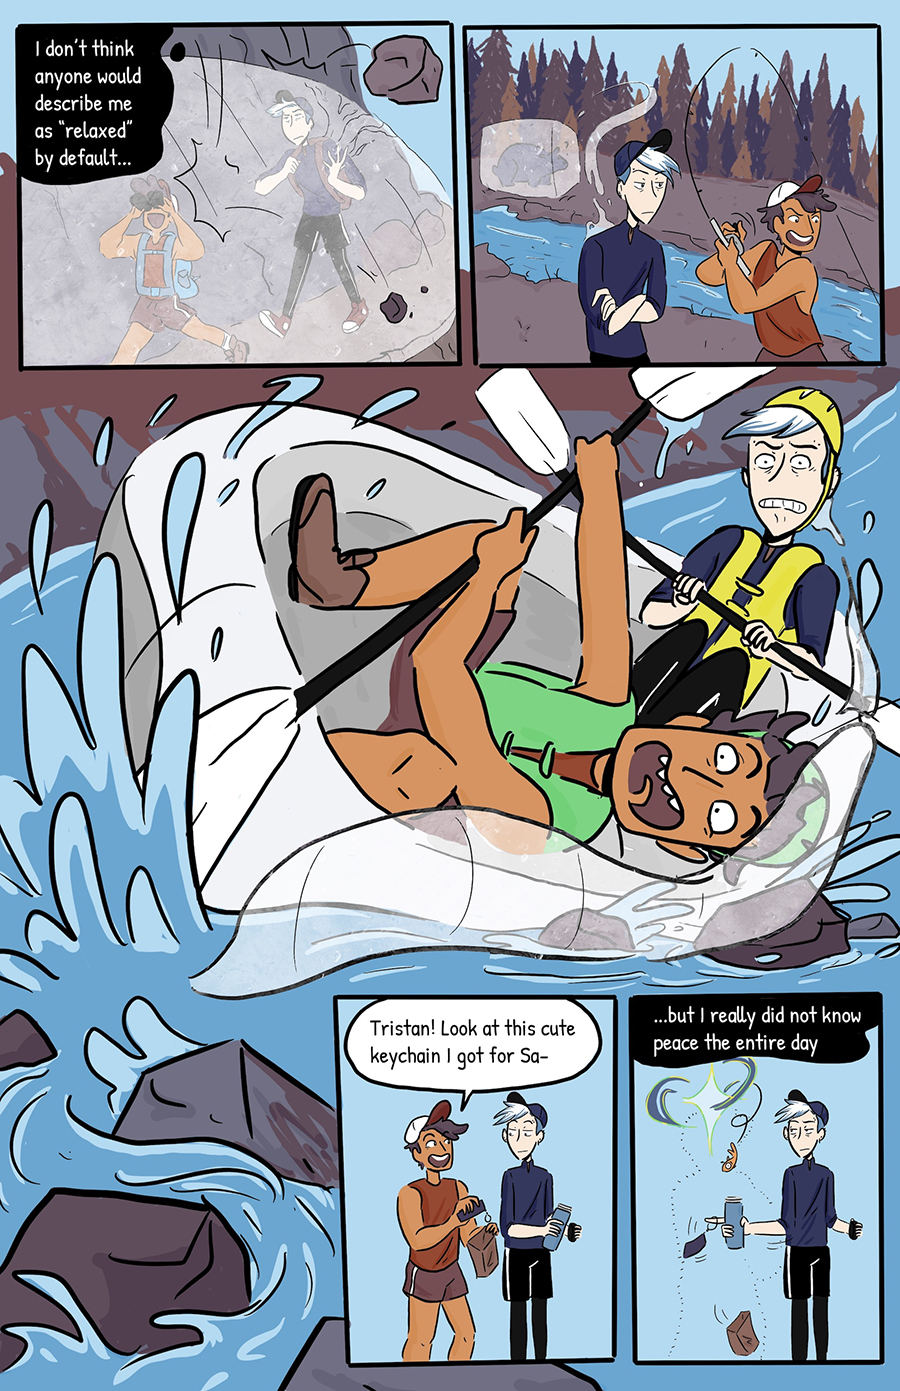 I don't think
anyone would
describe me
as "relaxed"
by default...
Tristan! Look at this cute
keychain I got for Sa-
...but I really did not know
peace the entire day